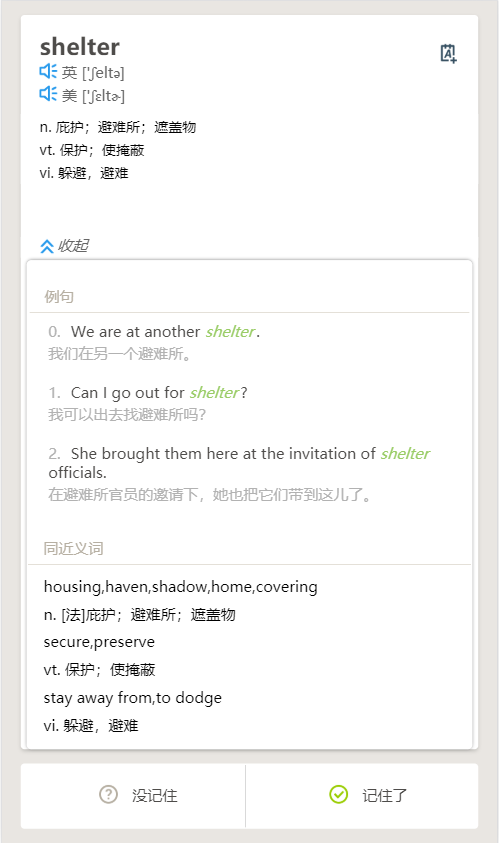 shelter
英 ['ʃeltə]
美 ['ʃɛltɚ]
n. 庇护；避难所；遮盖物
vt. 保护；使掩蔽
vi. 躲避，避难
收起
例句
0. We are at another shelter.
我们在另一个避难所。
1. Can I go out for shelter?
我可以出去找避难所吗?
2. She brought them here at the invitation of shelter
officials.
在避难所官员的邀请下，她也把它们带到这儿了。
同近义词
housing,haven,shadow,home,covering
n. [法]庇护；避难所；遮盖物
secure,preserve
vt. 保护；使掩蔽
stay away from,to dodge
vi. 躲避，避难
没记住
记住了